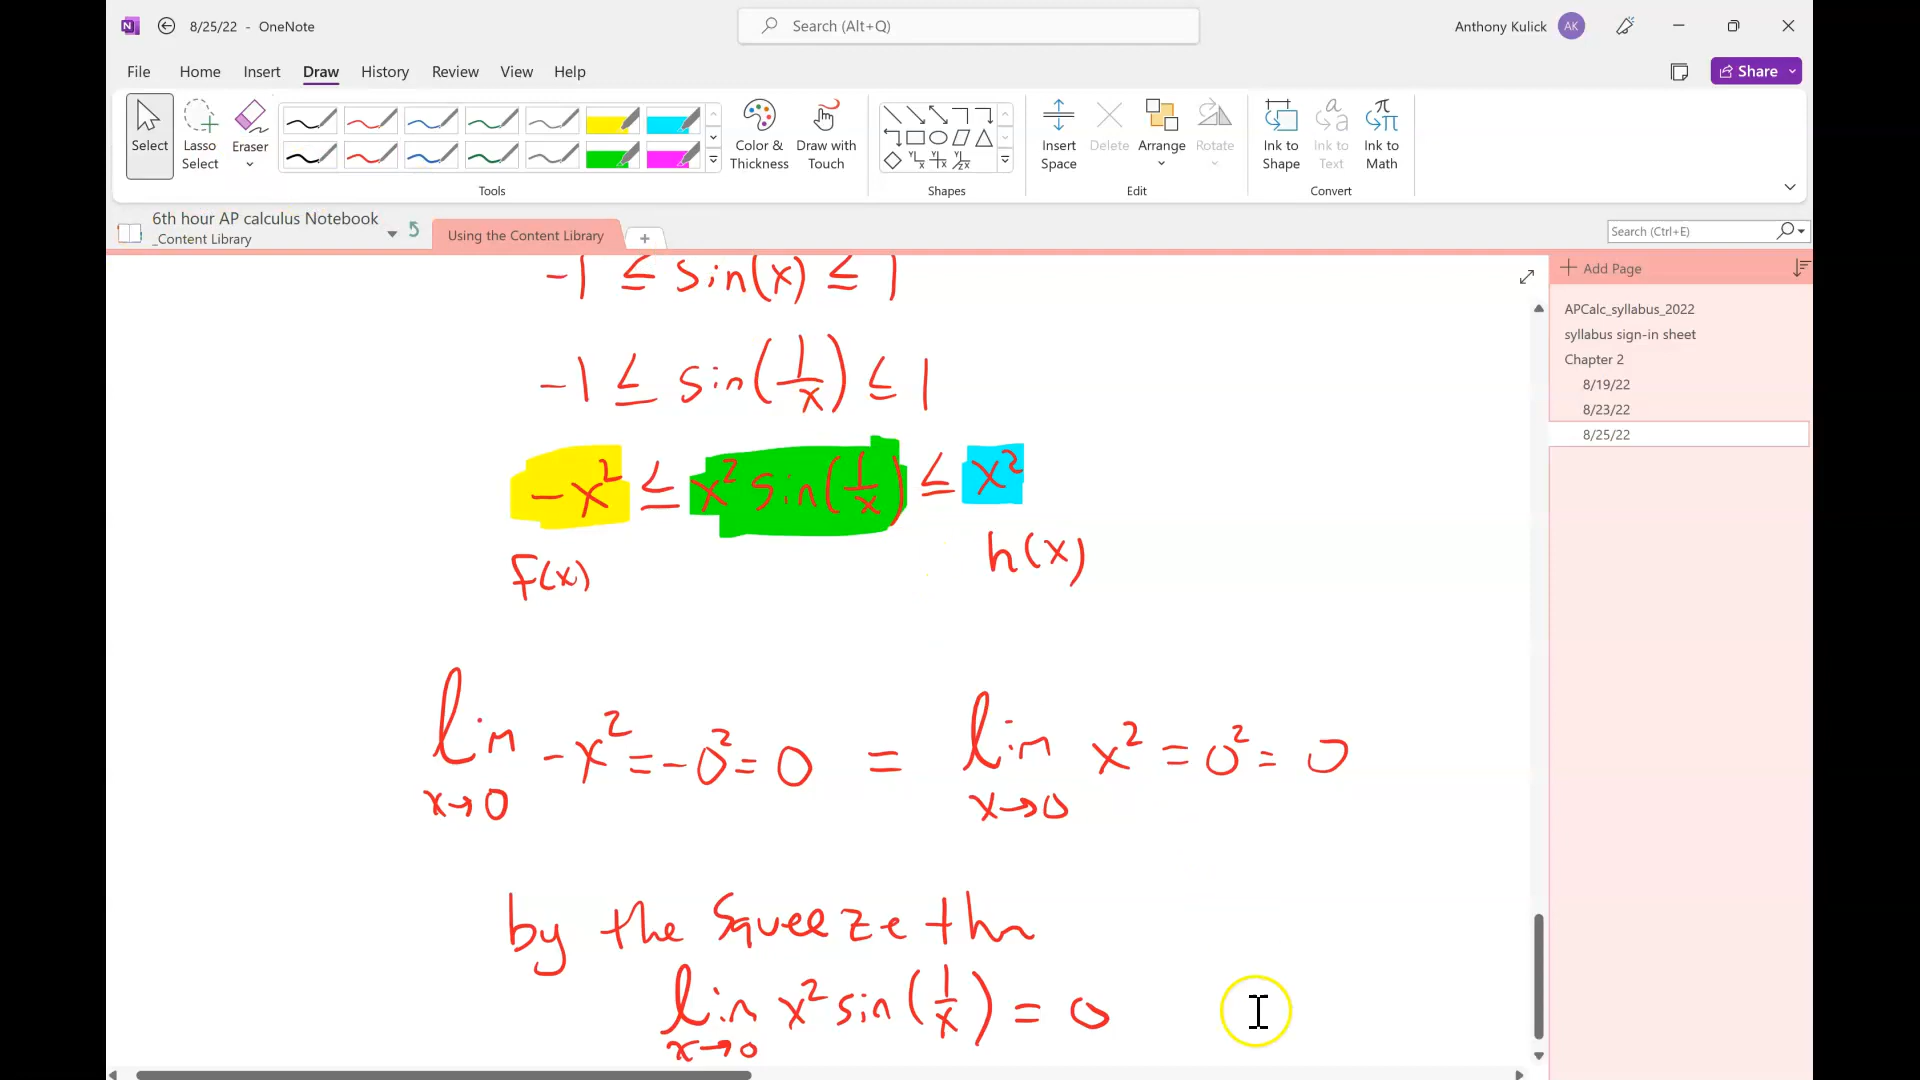 8/25/22 - OneNote
Search (Alt+Q)
Anthony Kulick AK
File Home Insert Draw History Review View Help
Share
Select
Lasso Select
Eraser
Color & Thickness
Draw with Touch
Insert Space
Delete
Arrange
Rotate
Ink to Shape
Ink to Text
Ink to Math
Tools Shapes Edit Convert
6th hour AP calculus Notebook
_Content Library
Using the Content Library
Search (Ctrl+E)
Add Page
APCalc_syllabus_2022
syllabus sign-in sheet
Chapter 2
8/19/22
8/23/22
8/25/22
-1 ≤ sin(x) ≤ 1
-1 ≤ sin(1/x) ≤ 1
-x² ≤ x² sin(1/x) ≤ x²
f(x) h(x)
lim -x² = -0² = 0 = lim x² = 0² = 0
x→0 x→0
by the Squeeze thm
lim x² sin(1/x) = 0
x→0